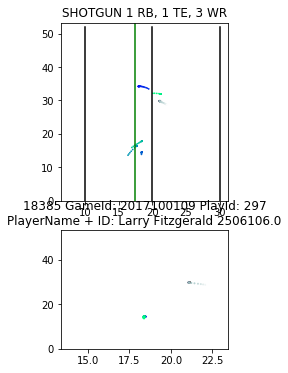 SHOTGUN 1 RB, 1 TE, 3 WR
50
40
30
20
10
0
10 20 30
18385 GameId: 2017100109 PlayId: 297
PlayerName + ID: Larry Fitzgerald 2506106.0
40
20
0
15.0 17.5 20.0 22.5